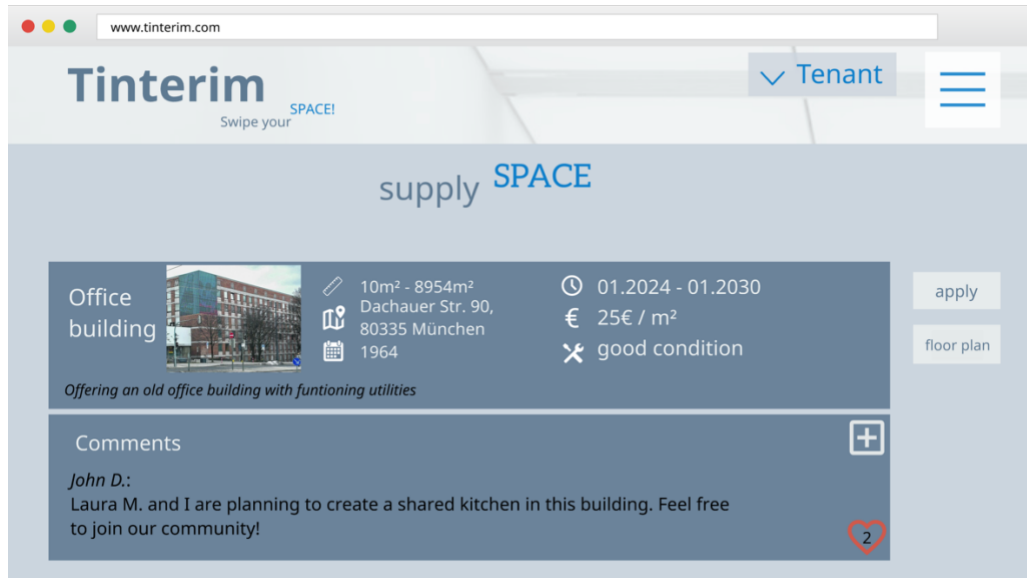 www.tinterim.com
Tinterim
Swipe your SPACE!
Tenant
supply SPACE
Office
building
10m² - 8954m²
Dachauer Str. 90,
80335 München
1964
01.2024 - 01.2030
€ 25€ / m²
good condition
Offering an old office building with funtioning utilities
apply
floor plan
Comments
John D.:
Laura M. and I are planning to create a shared kitchen in this building. Feel free
to join our community!
2